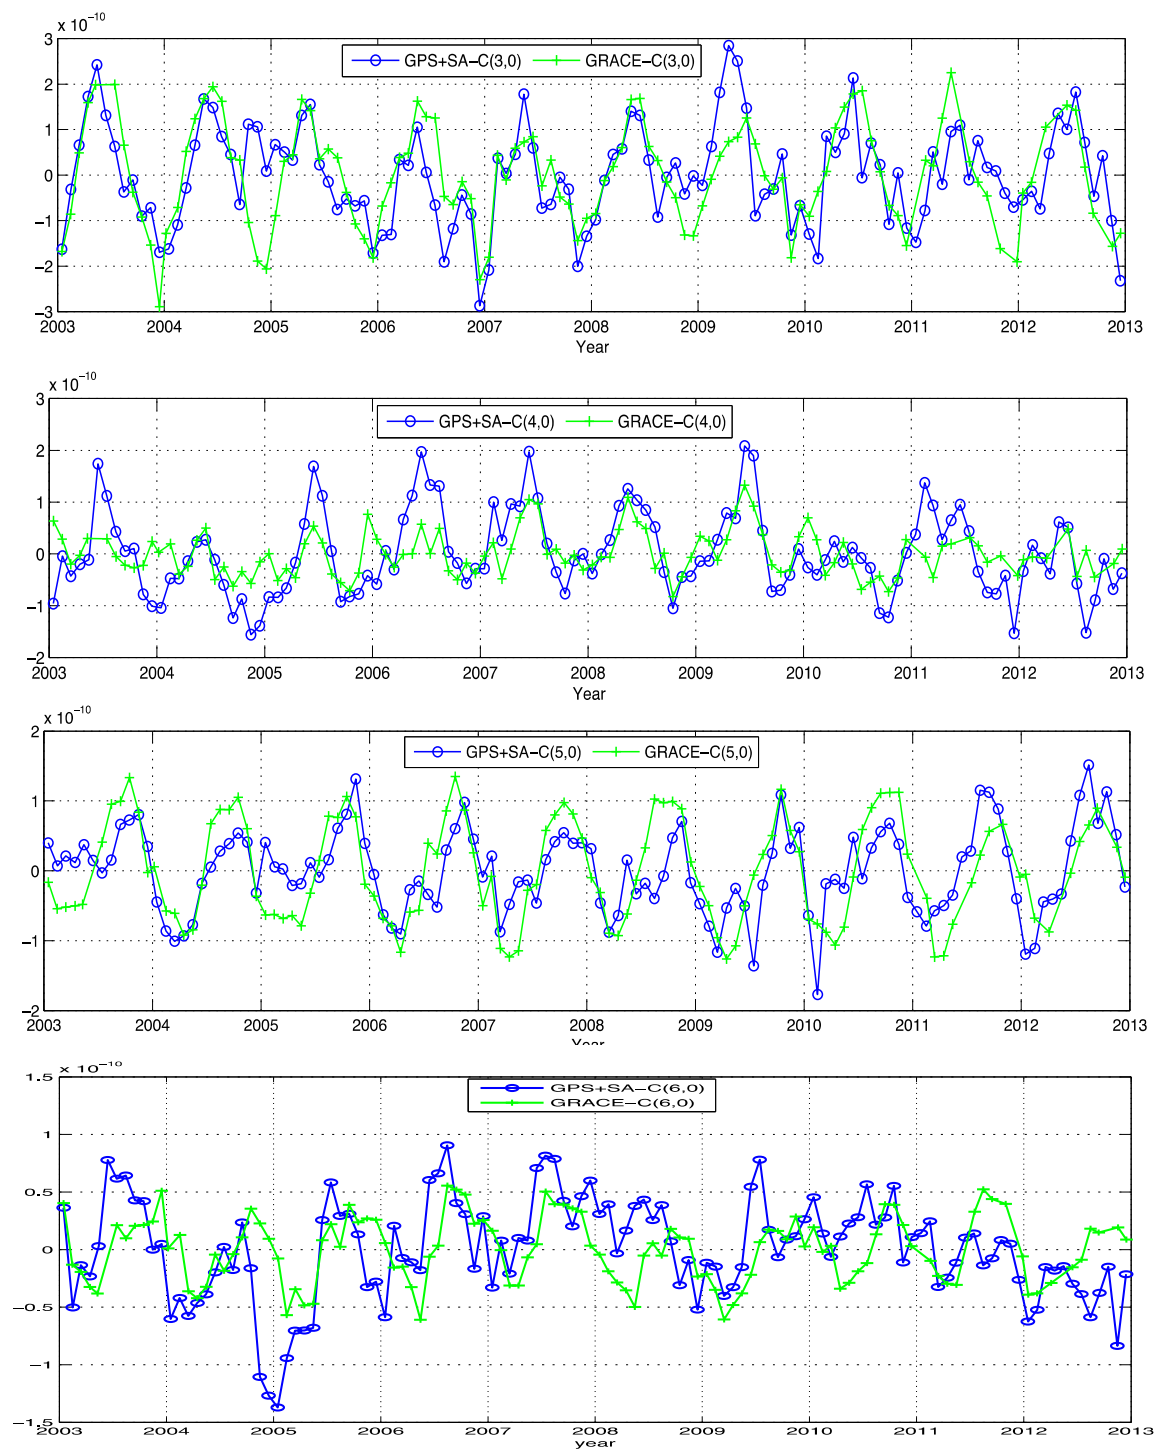 x 10−10
3
2
1
0
−1
−2
−3
GPS+SA−C(3,0) GRACE−C(3,0)
2003 2004 2005 2006 2007 2008 2009 2010 2011 2012 2013
Year
x 10−10
3
2
1
0
−1
−2
GPS+SA−C(4,0) GRACE−C(4,0)
2003 2004 2005 2006 2007 2008 2009 2010 2011 2012 2013
Year
x 10−10
2
1
0
−1
−2
GPS+SA−C(5,0) GRACE−C(5,0)
2003 2004 2005 2006 2007 2008 2009 2010 2011 2012 2013
Year
x 10−10
1.5
1
0.5
0
−0.5
−1
−1.5
GPS+SA−C(6,0)
GRACE−C(6,0)
2003 2004 2005 2006 2007 2008 2009 2010 2011 2012 2013
year